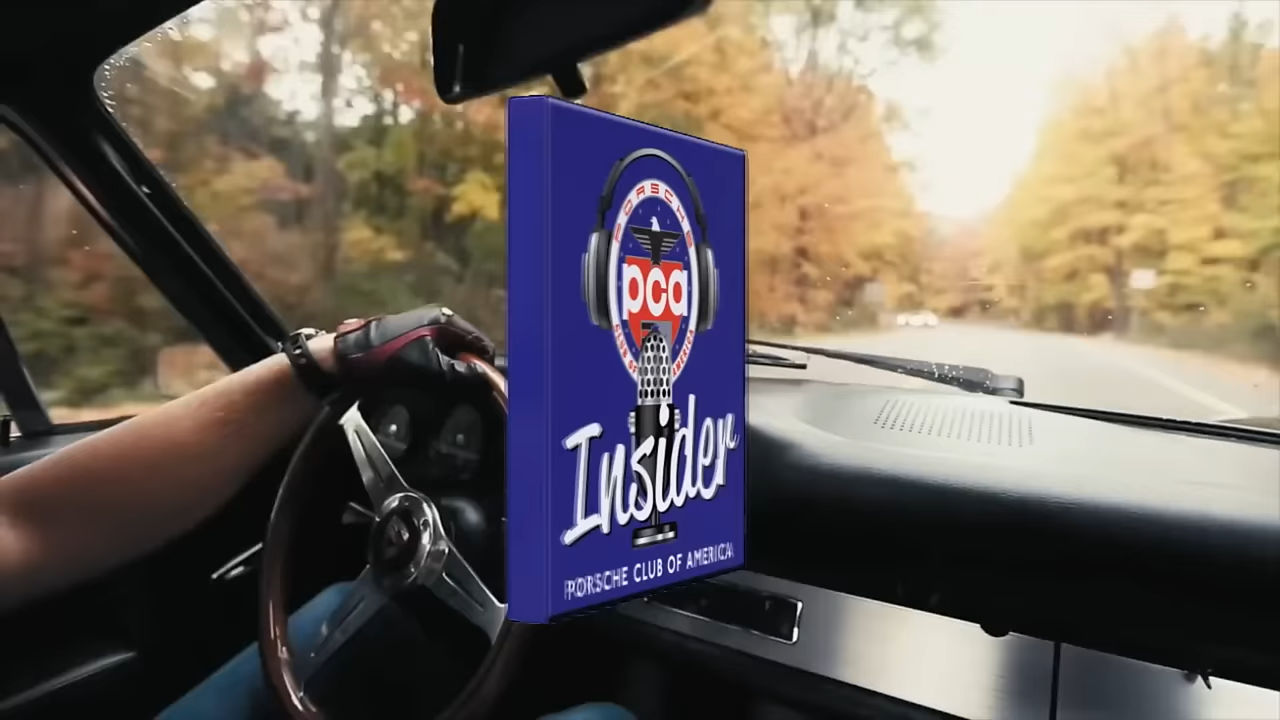 PORSCHE
pca
CLUB OF AMERICA
Insider
PORSCHE CLUB OF AMERICA